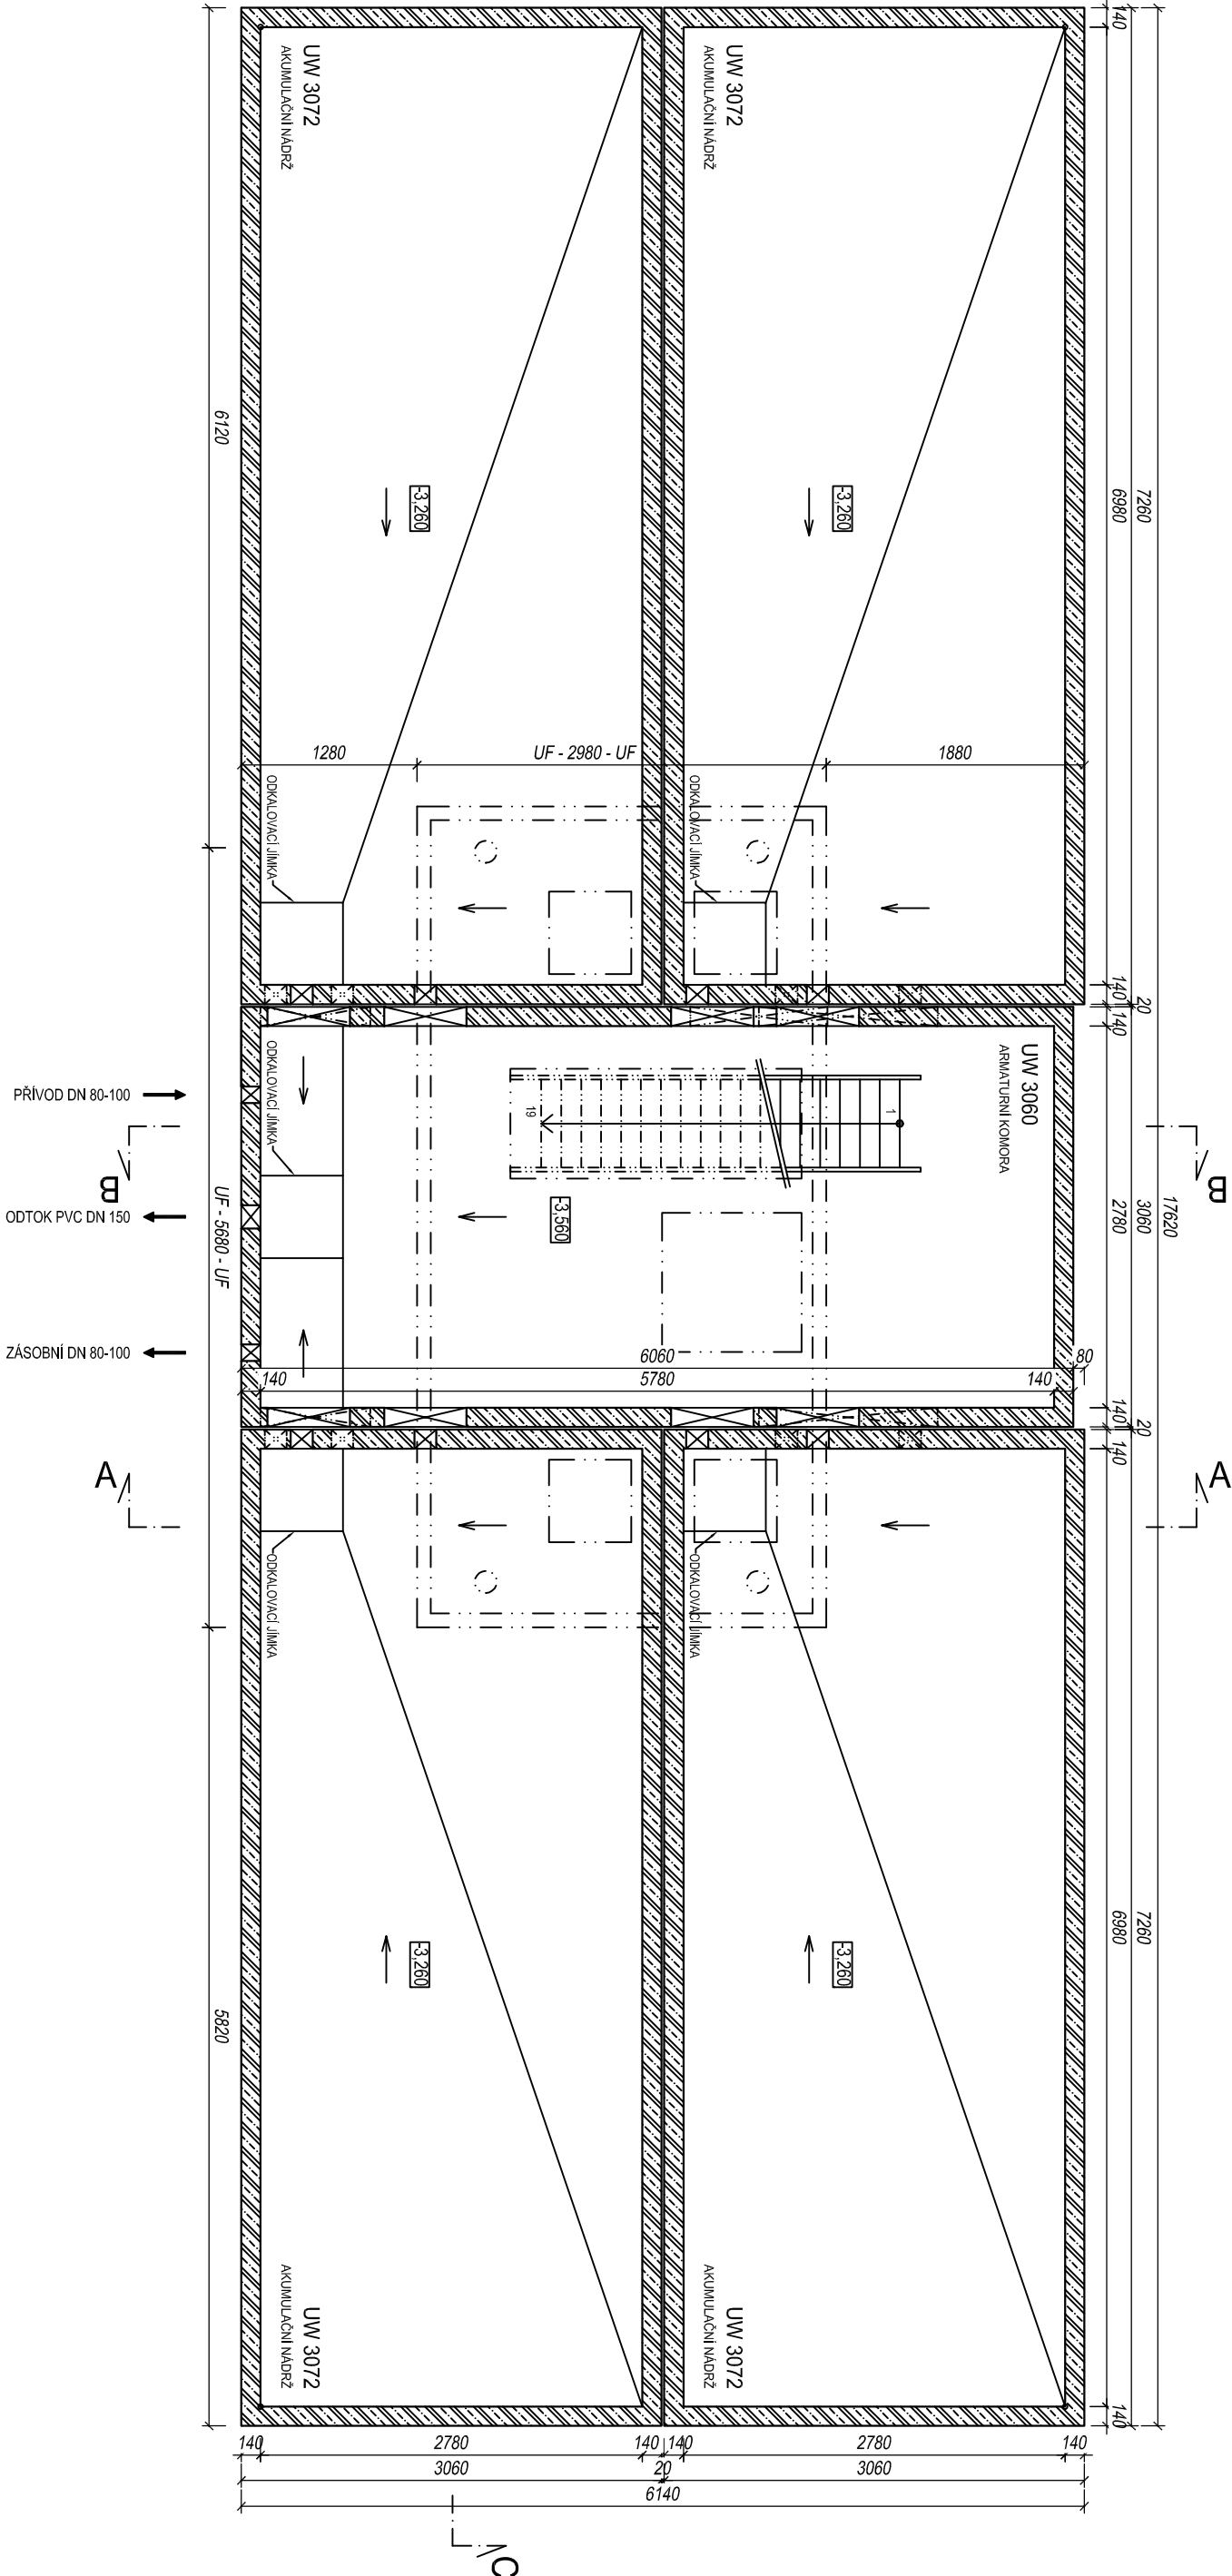 140
7260
6980
UW 3072
AKUMULAČNÍ NÁDRŽ
UW 3072
AKUMULAČNÍ NÁDRŽ
6120
-3,260
-3,260
1280
UF - 2980 - UF
1880
ODKALOVACÍ JÍMKA
ODKALOVACÍ JÍMKA
140
20
140
UW 3060
ARMATURNÍ KOMORA
ODKALOVACÍ JÍMKA
19
1
PŘÍVOD DN 80-100
B
B
ODTOK PVC DN 150
UF - 5680 - UF
-3,560
17620
3060
2780
ZÁSOBNÍ DN 80-100
6060
80
140
5780
140
140
20
140
A
A
ODKALOVACÍ JÍMKA
ODKALOVACÍ JÍMKA
7260
6980
-3,260
-3,260
5820
UW 3072
AKUMULAČNÍ NÁDRŽ
UW 3072
AKUMULAČNÍ NÁDRŽ
140
140
2780
140
140
2780
140
3060
20
3060
6140
C